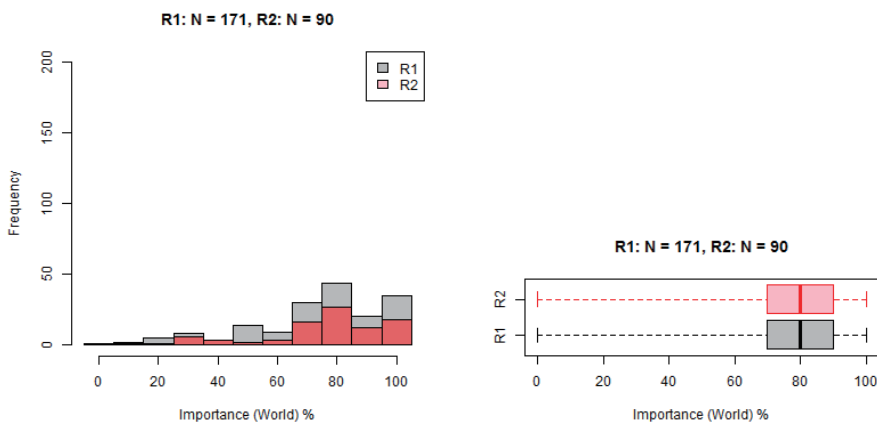 R1: N = 171, R2: N = 90
R1
R2
Frequency
0
50
100
150
200
0 20 40 60 80 100
Importance (World) %
R1: N = 171, R2: N = 90
R2
R1
0 20 40 60 80 100
Importance (World) %